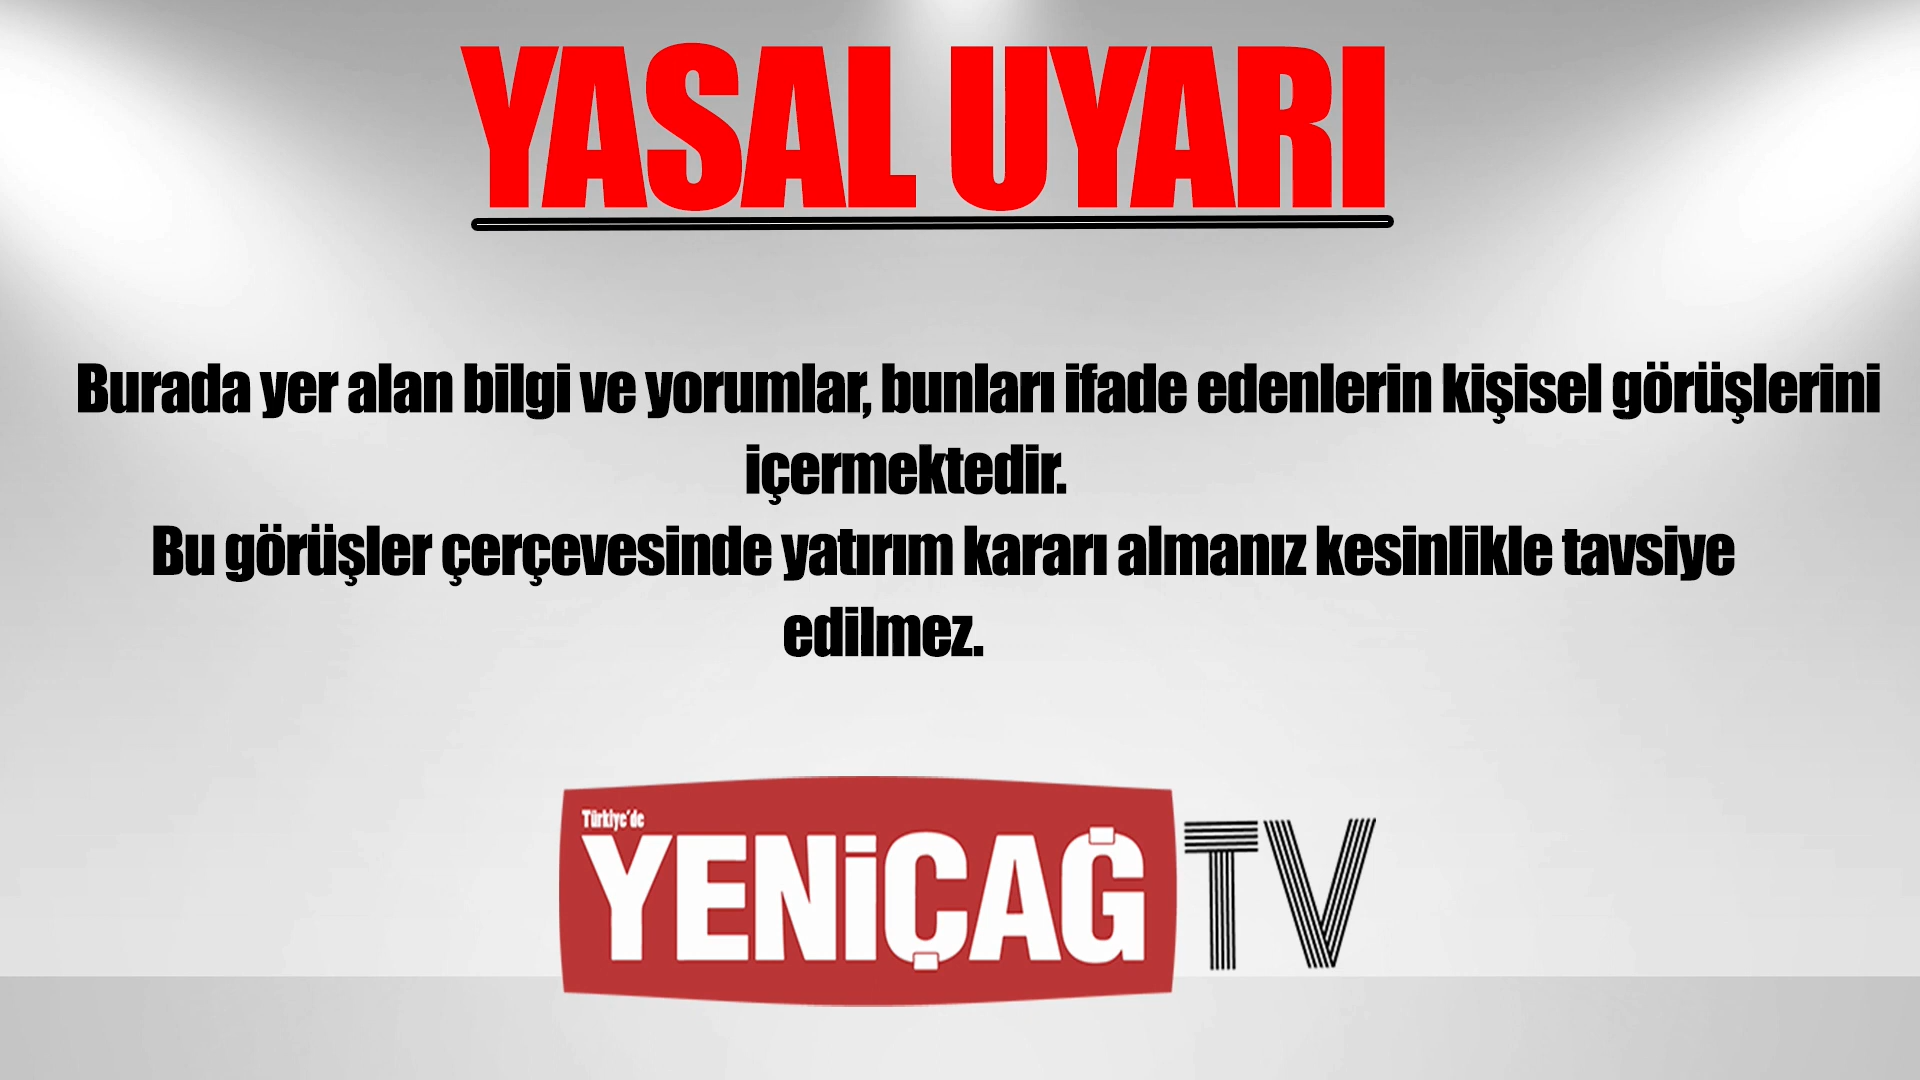 YASAL UYARI
Burada yer alan bilgi ve yorumlar, bunları ifade edenlerin kişisel görüşlerini
içermektedir.
Bu görüşler çerçevesinde yatırım kararı almanız kesinlikle tavsiye
edilmez.
Türkiye'de
YENİÇAĞ TV